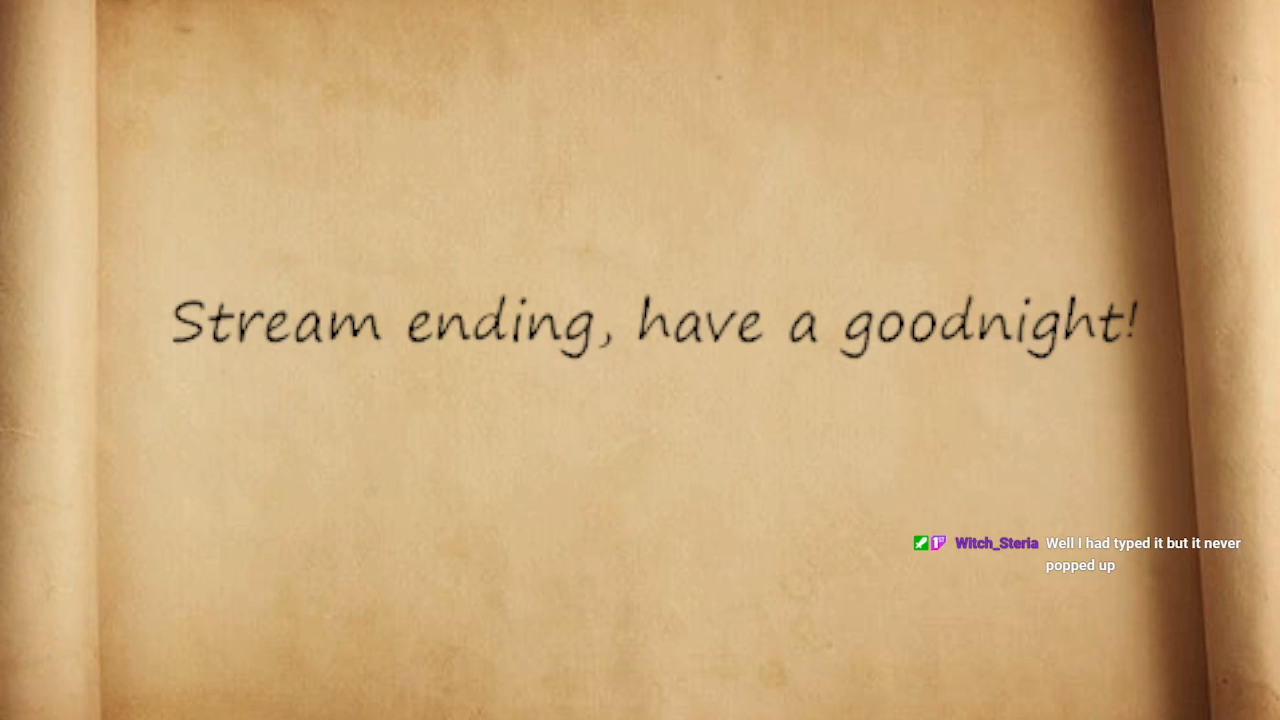 Stream ending, have a goodnight!
Witch_Steria Well I had typed it but it never
popped up